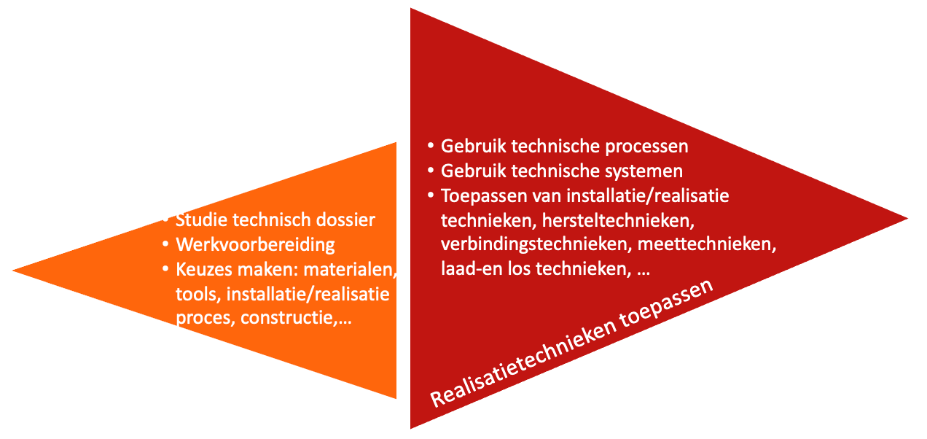 • Studie technisch dossier
• Werkvoorbereiding
• Keuzes maken: materialen,
tools, installatie/realisatie
proces, constructie,...
• Gebruik technische processen
• Gebruik technische systemen
• Toepassen van installatie/realisatie
technieken, hersteltechnieken,
verbindingstechnieken, meettechnieken,
laad-en los technieken, ...
Realisatietechnieken toepassen